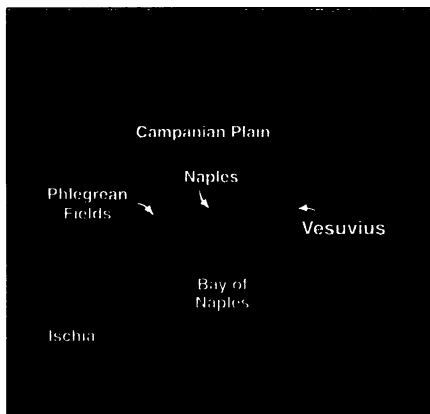 Campanian Plain
Naples
Phlegrean
Fields
Vesuvius
Bay of
Naples
Ischia